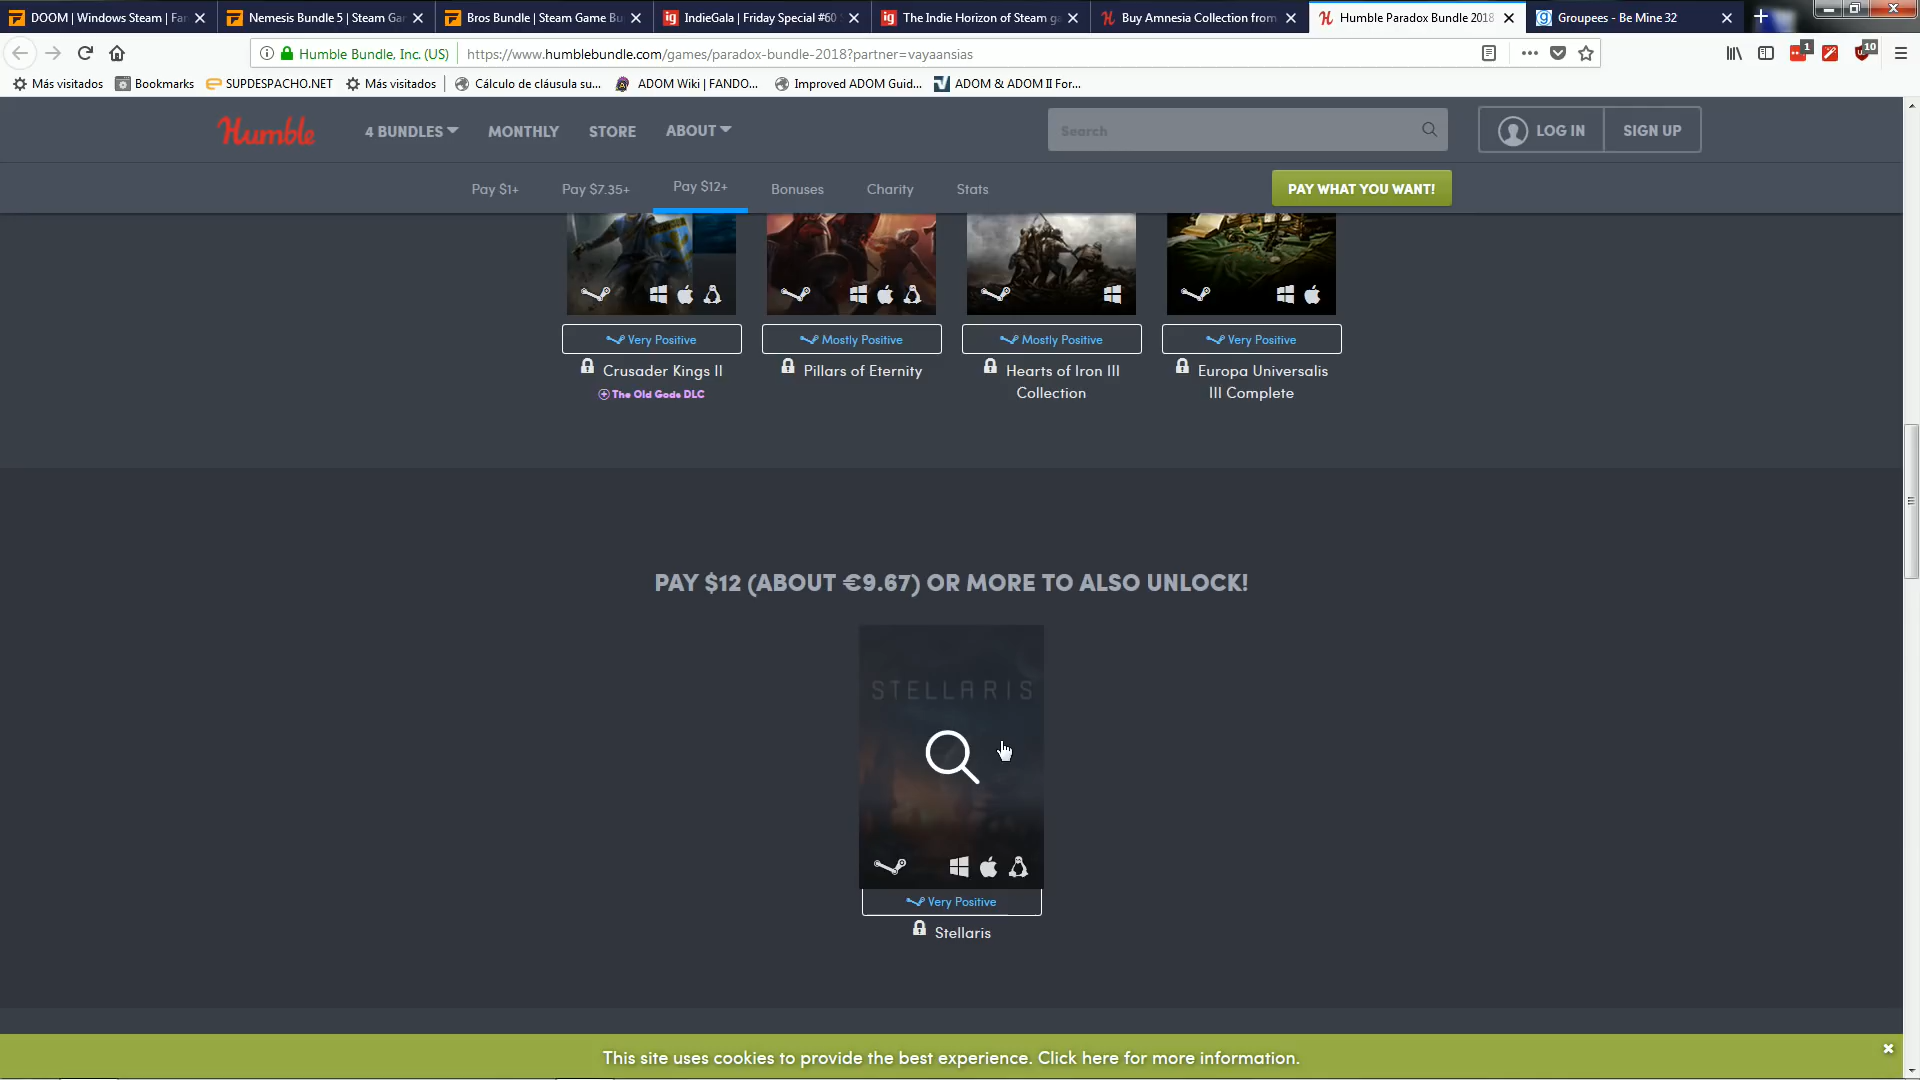 DOOM | Windows Steam | Fan
Nemesis Bundle 5 | Steam Gar
Bros Bundle | Steam Game Bu
IndieGala | Friday Special #60
The Indie Horizon of Steam ga
Buy Amnesia Collection from
Humble Paradox Bundle 2018
Groupees - Be Mine 32
Humble Bundle, Inc. (US)
https://www.humblebundle.com/games/paradox-bundle-2018?partner=vayaansias
1
10
Más visitados
Bookmarks
SUPDESPACHO.NET
Más visitados
Cálculo de cláusula su...
ADOM Wiki | FANDO...
Improved ADOM Guid...
ADOM & ADOM II For...
Humble
4 BUNDLES
MONTHLY
STORE
ABOUT
Search
LOG IN
SIGN UP
Pay $1+
Pay $7.35+
Pay $12+
Bonuses
Charity
Stats
PAY WHAT YOU WANT!
Very Positive
Mostly Positive
Mostly Positive
Very Positive
Crusader Kings II
The Old Gods DLC
Pillars of Eternity
Hearts of Iron III
Collection
Europa Universalis
III Complete
PAY $12 (ABOUT €9.67) OR MORE TO ALSO UNLOCK!
STELLARIS
Very Positive
Stellaris
This site uses cookies to provide the best experience. Click here for more information.